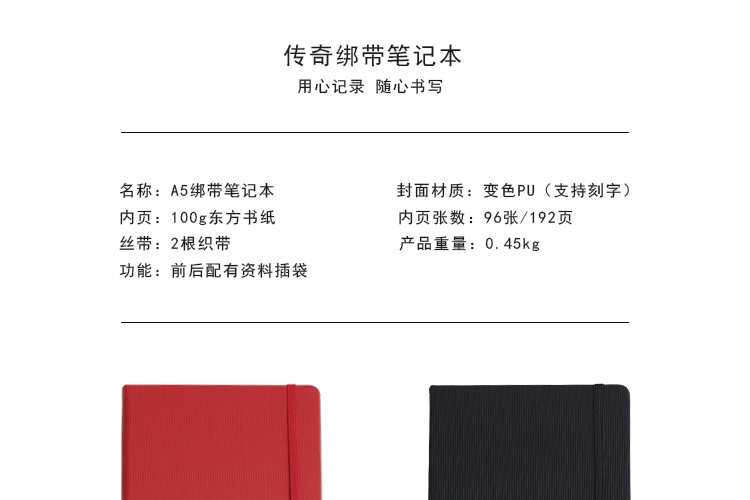 传奇绑带笔记本
用心记录 随心书写
名称：A5绑带笔记本 封面材质：变色PU（支持刻字）
内页：100g东方书纸 内页张数：96张/192页
丝带：2根织带 产品重量：0.45kg
功能：前后配有资料插袋